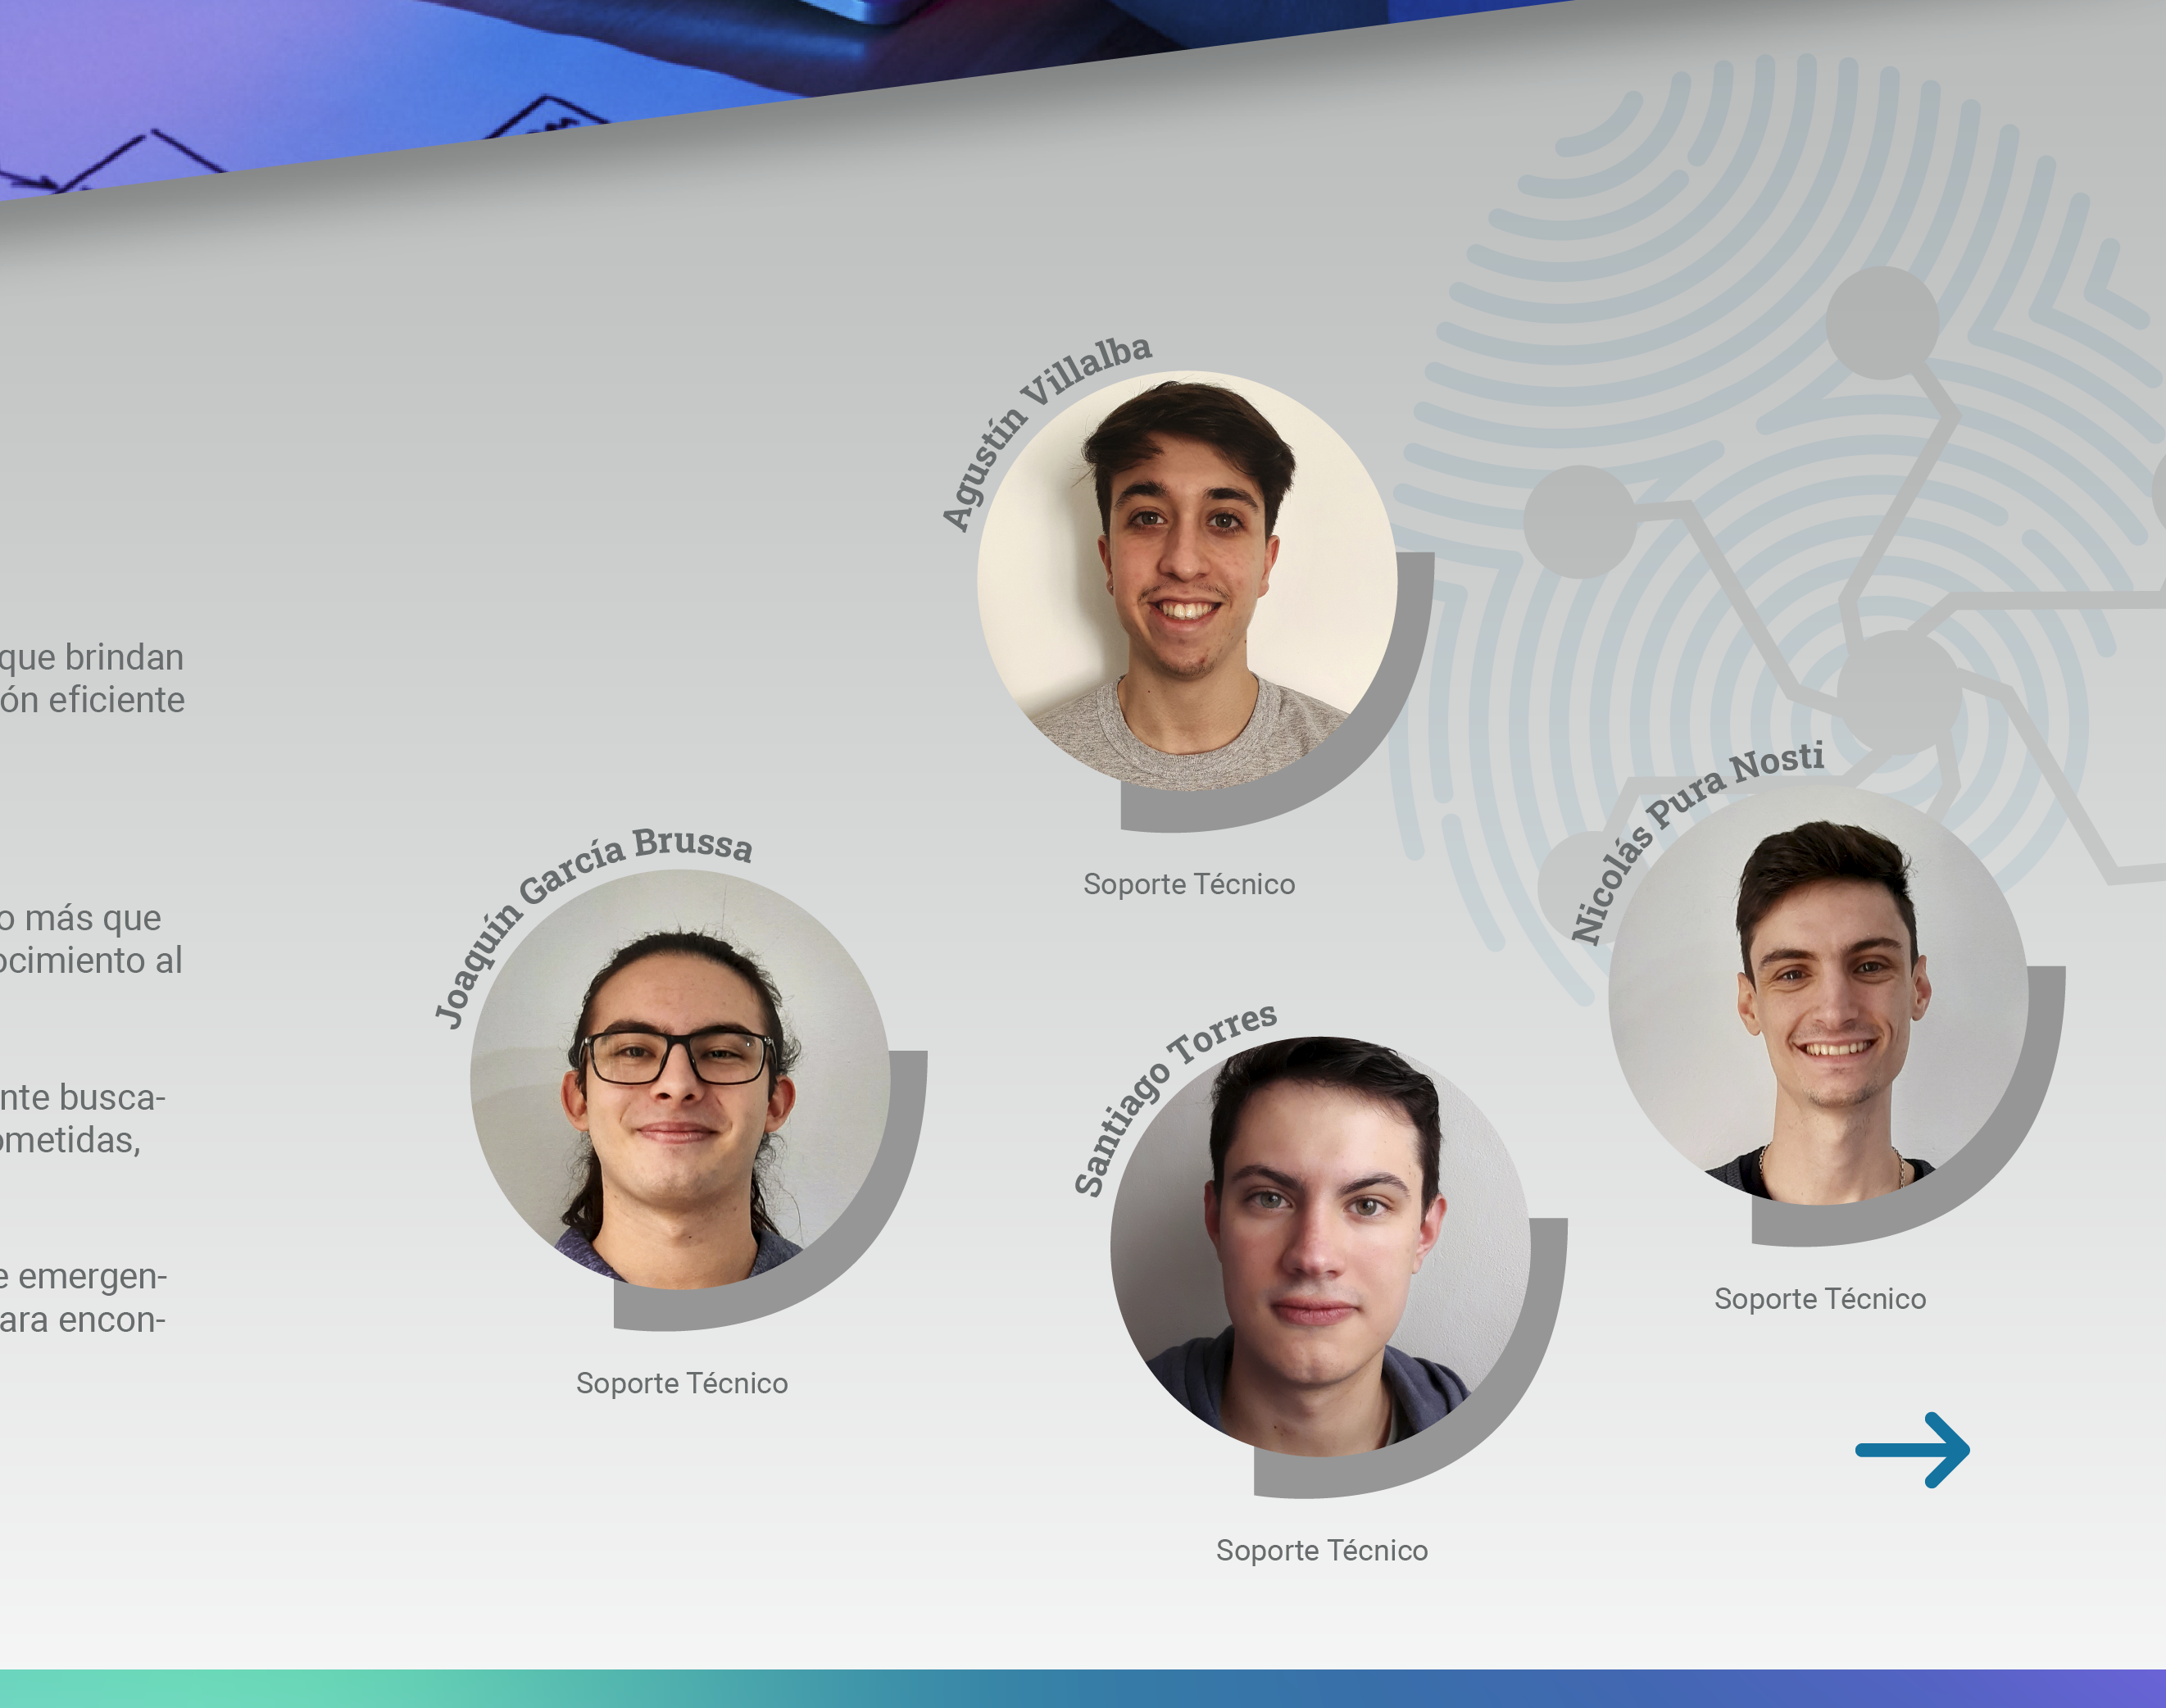 que brindan
ón eficiente
o más que
ocimiento al
nte busca-
ometidas,
e emergen-
ara encon-
Agustín Villalba
Soporte Técnico
Joaquín García Brussa
Soporte Técnico
Santiago Torres
Soporte Técnico
Nicolás Pura Nosti
Soporte Técnico